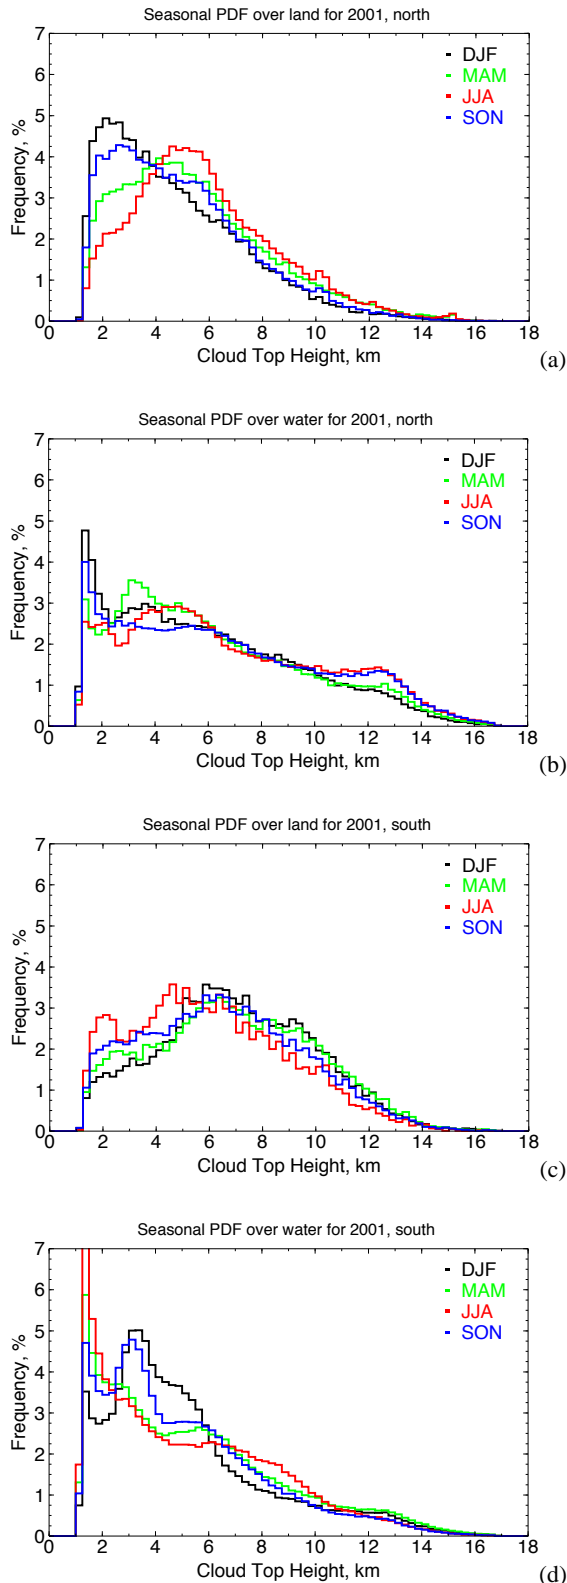 Seasonal PDF over land for 2001, north
7
6
5
4
3
2
1
0
Frequency, %
DJF
MAM
JJA
SON
0 2 4 6 8 10 12 14 16 18
Cloud Top Height, km
(a)
Seasonal PDF over water for 2001, north
7
6
5
4
3
2
1
0
Frequency, %
DJF
MAM
JJA
SON
0 2 4 6 8 10 12 14 16 18
Cloud Top Height, km
(b)
Seasonal PDF over land for 2001, south
7
6
5
4
3
2
1
0
Frequency, %
DJF
MAM
JJA
SON
0 2 4 6 8 10 12 14 16 18
Cloud Top Height, km
(c)
Seasonal PDF over water for 2001, south
7
6
5
4
3
2
1
0
Frequency, %
DJF
MAM
JJA
SON
0 2 4 6 8 10 12 14 16 18
Cloud Top Height, km
(d)